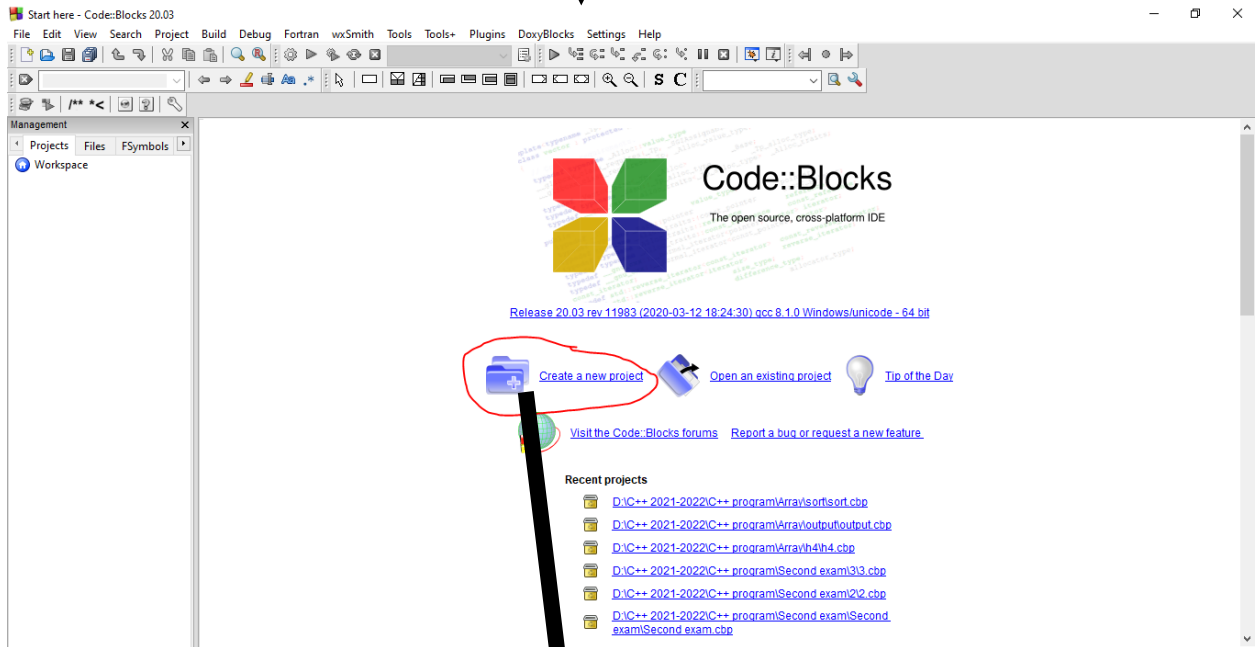 Start here - Code::Blocks 20.03
File Edit View Search Project Build Debug Fortran wxSmith Tools Tools+ Plugins DoxyBlocks Settings Help
S C
/** *<
Management
Projects Files FSymbols
Workspace
Code::Blocks
The open source, cross-platform IDE
Release 20.03 rev 11983 (2020-03-12 18:24:30) gcc 8.1.0 Windows/unicode - 64 bit
Create a new project Open an existing project Tip of the Day
Visit the Code::Blocks forums Report a bug or request a new feature
Recent projects
D:\C++ 2021-2022\C++ program\Array\sort\sort.cbp
D:\C++ 2021-2022\C++ program\Array\output\output.cbp
D:\C++ 2021-2022\C++ program\Array\h4\h4.cbp
D:\C++ 2021-2022\C++ program\Second exam\3\3.cbp
D:\C++ 2021-2022\C++ program\Second exam\2\2.cbp
D:\C++ 2021-2022\C++ program\Second exam\Second
exam\Second exam.cbp